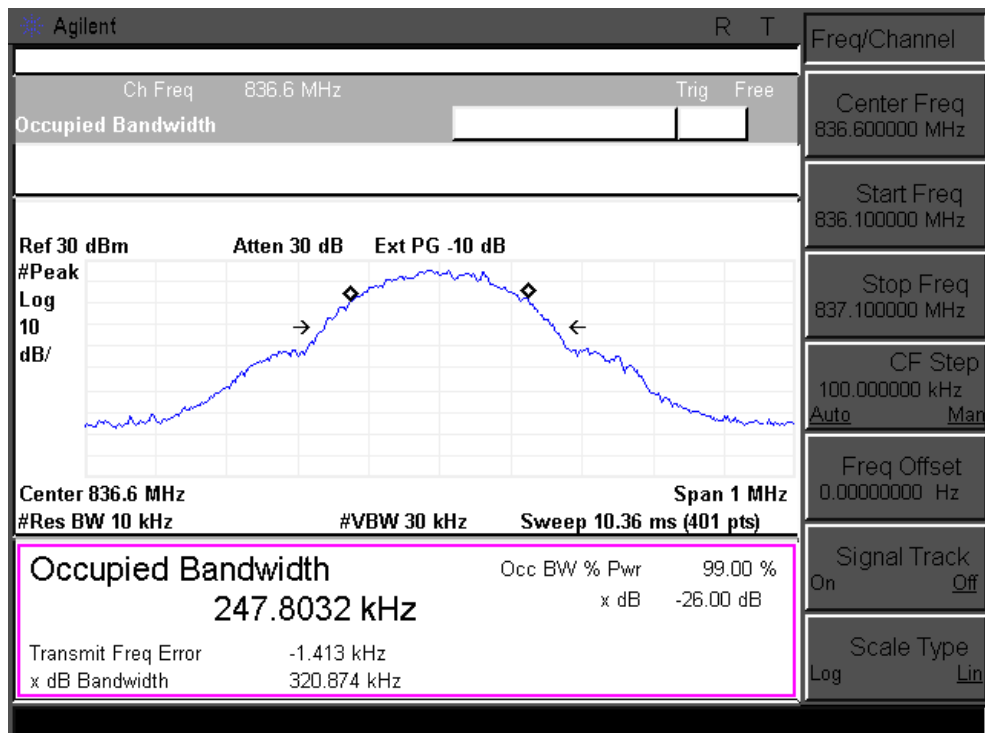 Agilent R T
Freq/Channel
Ch Freq 836.6 MHz Trig Free
Occupied Bandwidth
Center Freq
836.600000 MHz
Start Freq
836.100000 MHz
Stop Freq
837.100000 MHz
CF Step
100.000000 kHz
Auto Man
Freq Offset
0.00000000 Hz
Signal Track
On Off
Scale Type
Log Lin
Ref 30 dBm Atten 30 dB Ext PG -10 dB
#Peak
Log
10
dB/
Center 836.6 MHz Span 1 MHz
#Res BW 10 kHz #VBW 30 kHz Sweep 10.36 ms (401 pts)
Occupied Bandwidth Occ BW % Pwr 99.00 %
247.8032 kHz x dB -26.00 dB
Transmit Freq Error -1.413 kHz
x dB Bandwidth 320.874 kHz